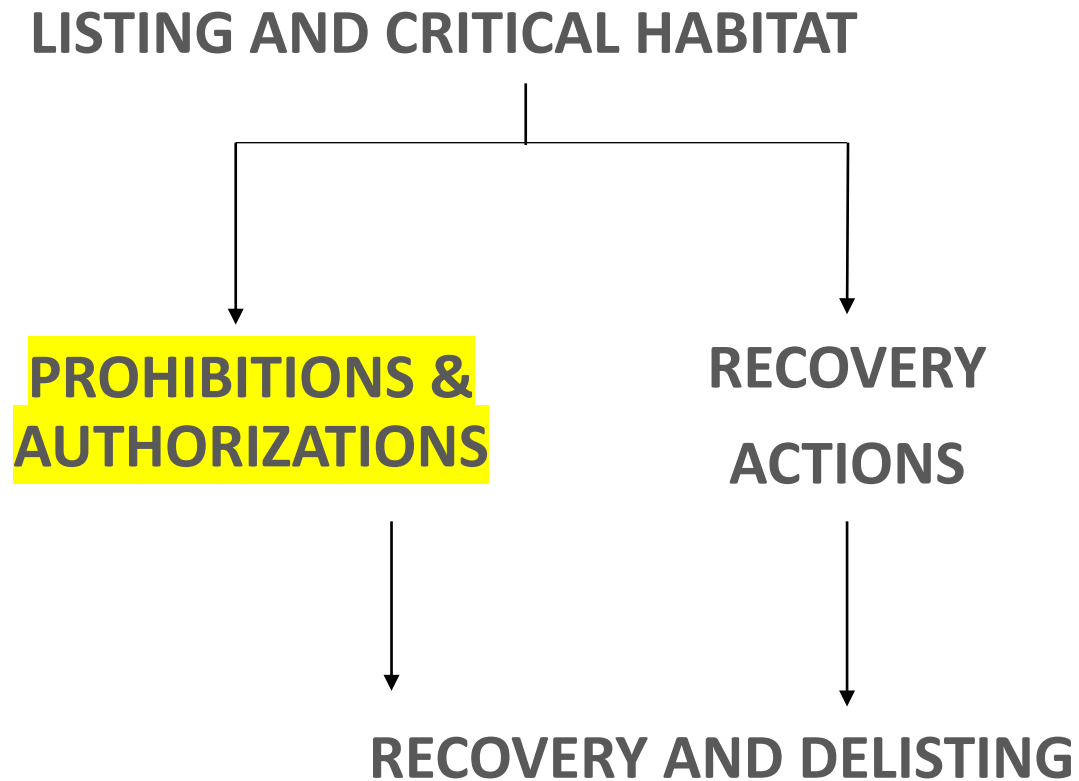 LISTING AND CRITICAL HABITAT
PROHIBITIONS &
AUTHORIZATIONS
RECOVERY
ACTIONS
RECOVERY AND DELISTING